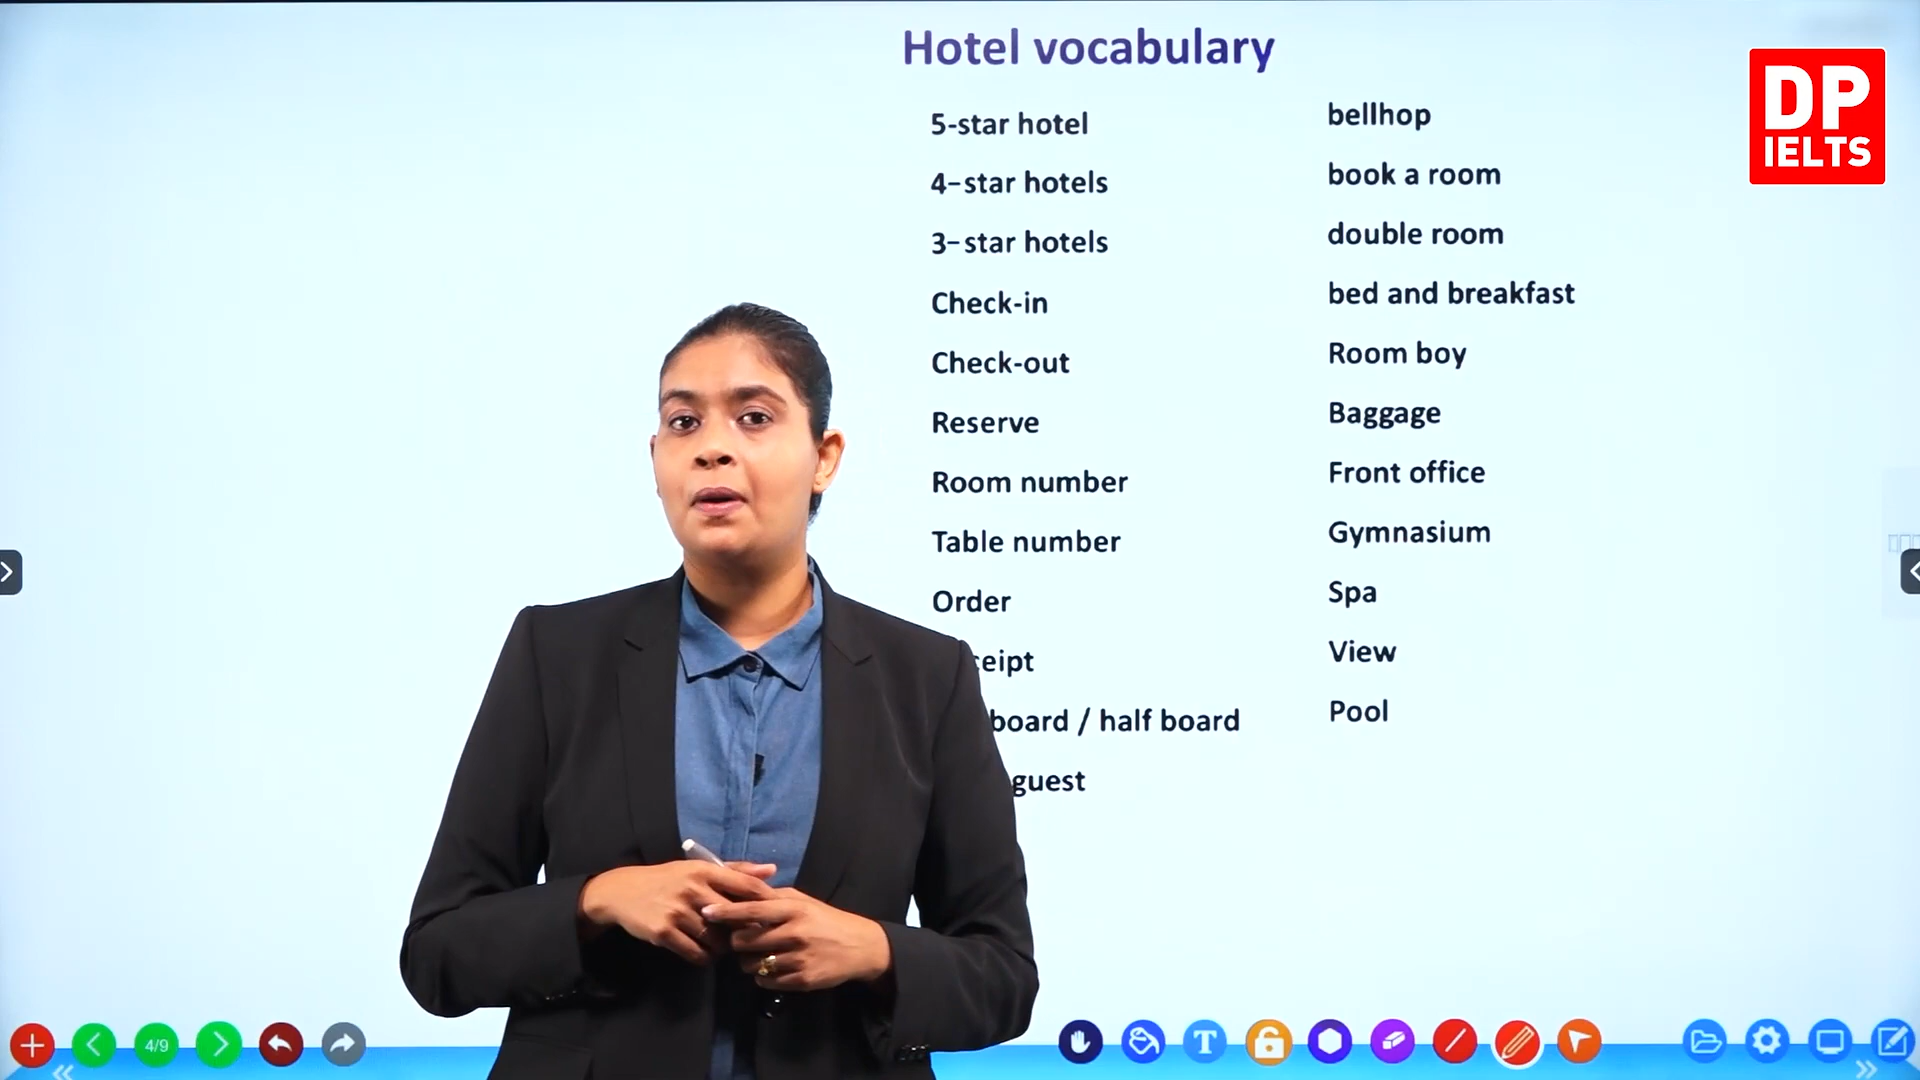 Hotel vocabulary
DP
IELTS
5-star hotel
4-star hotels
3-star hotels
Check-in
Check-out
Reserve
Room number
Table number
Order
board / half board
guest
bellhop
book a room
double room
bed and breakfast
Room boy
Baggage
Front office
Gymnasium
Spa
View
Pool
4/9
T